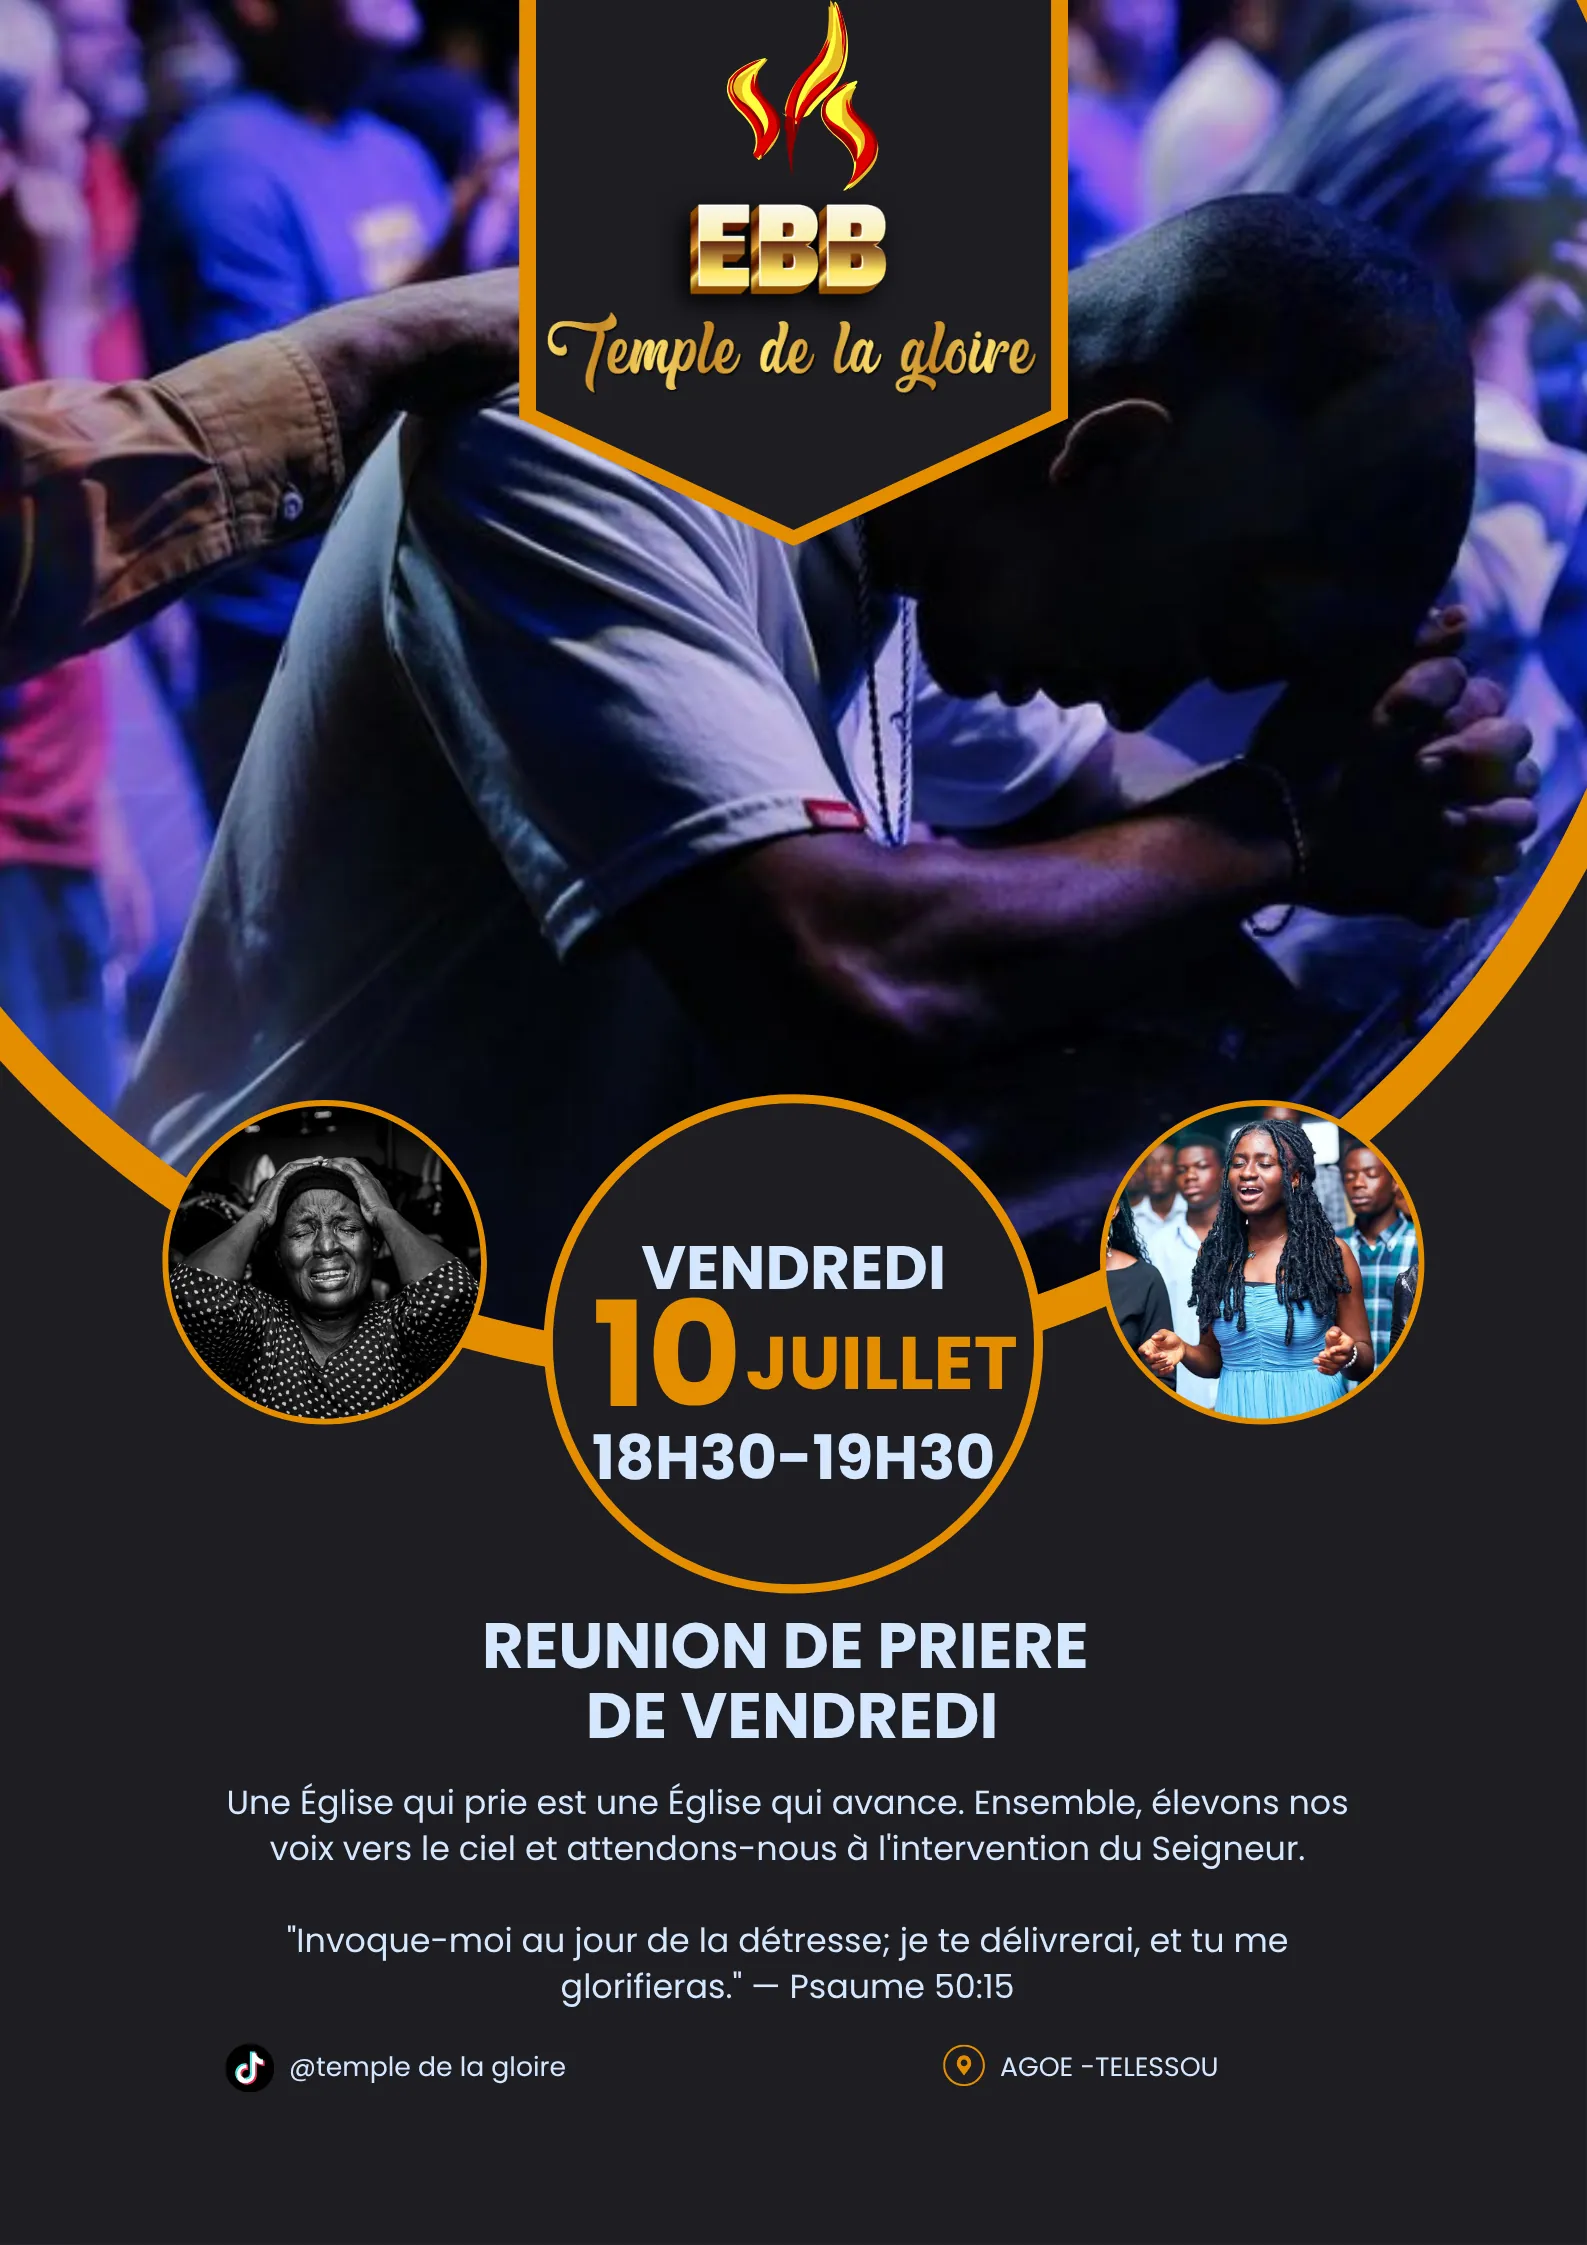 EBB
Temple de la gloire
VENDREDI
10 JUILLET
18H30-19H30
REUNION DE PRIERE
DE VENDREDI
Une Église qui prie est une Église qui avance. Ensemble, élevons nos
voix vers le ciel et attendons-nous à l'intervention du Seigneur.
"Invoque-moi au jour de la détresse; je te délivrerai, et tu me
glorifieras." — Psaume 50:15
@temple de la gloire
AGOE -TELESSOU